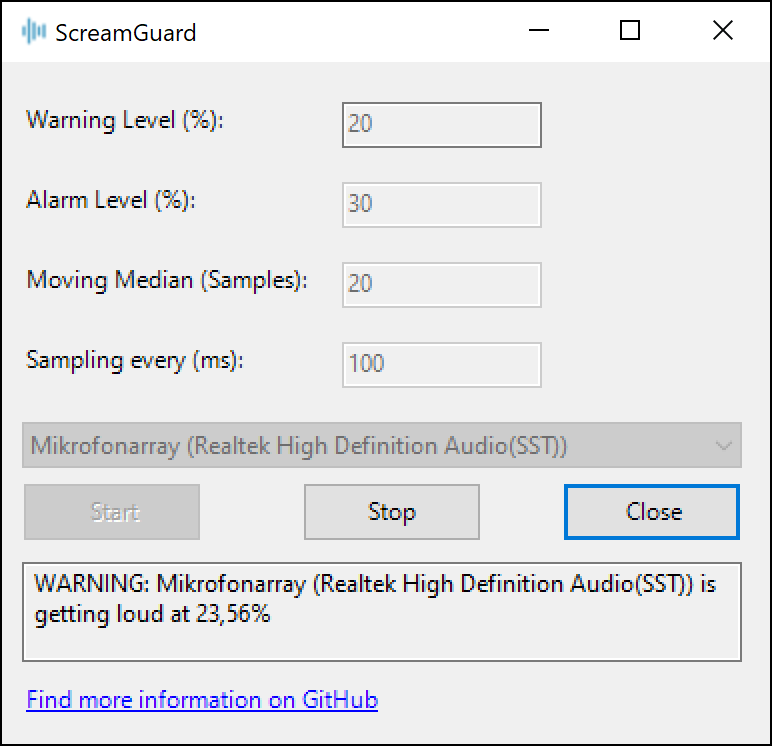 ScreamGuard
Warning Level (%):
20
Alarm Level (%):
30
Moving Median (Samples):
20
Sampling every (ms):
100
Mikrofonarray (Realtek High Definition Audio(SST))
Start
Stop
Close
WARNING: Mikrofonarray (Realtek High Definition Audio(SST)) is
getting loud at 23,56%
Find more information on GitHub